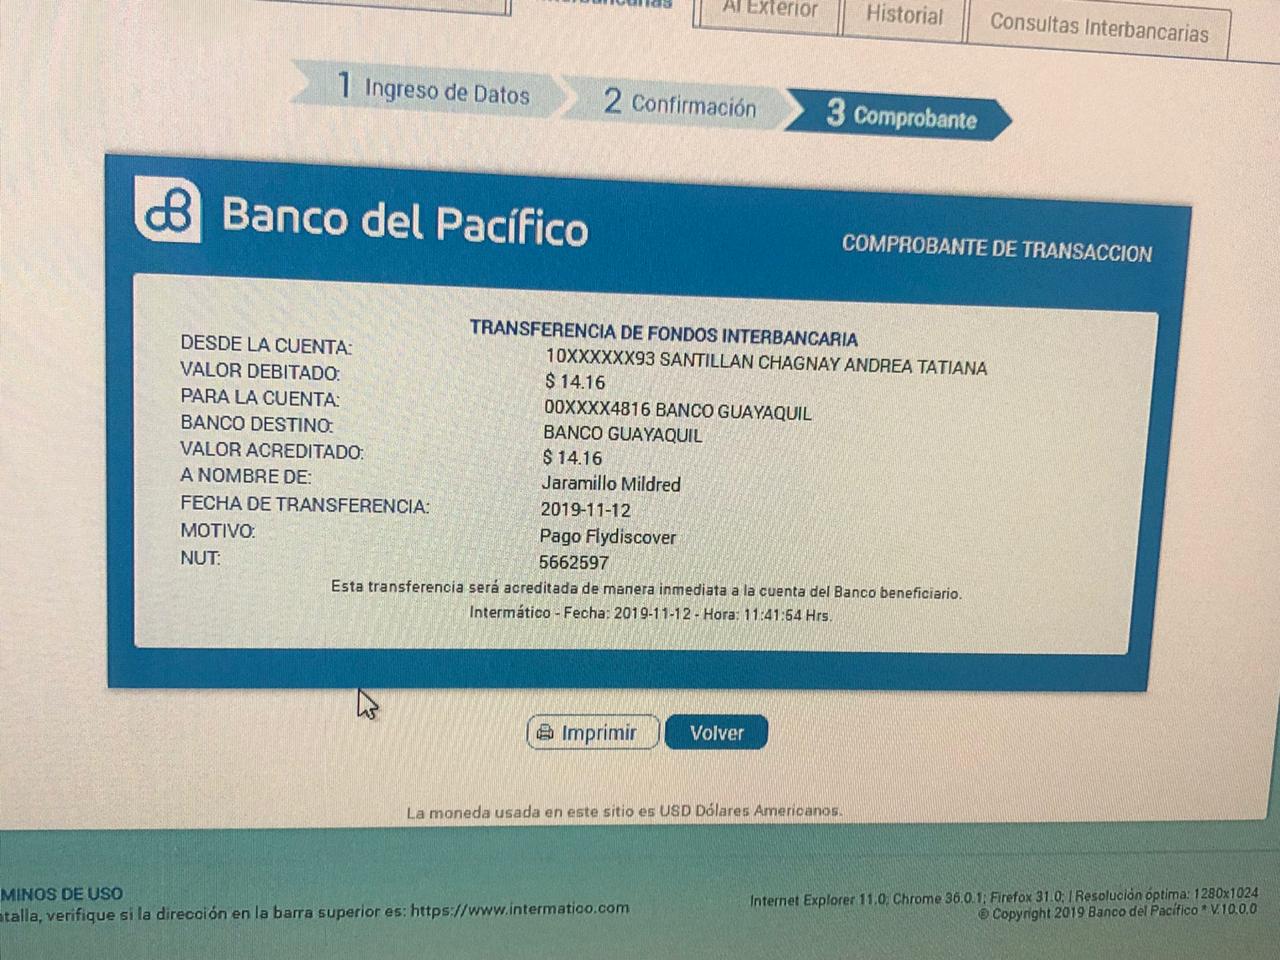 Al Exterior
Historial
Consultas Interbancarias
1 Ingreso de Datos
2 Confirmación
3 Comprobante
Banco del Pacífico
COMPROBANTE DE TRANSACCION
TRANSFERENCIA DE FONDOS INTERBANCARIA
DESDE LA CUENTA: 10XXXXXX93 SANTILLAN CHAGNAY ANDREA TATIANA
VALOR DEBITADO: $ 14.16
PARA LA CUENTA: 00XXXX4816 BANCO GUAYAQUIL
BANCO DESTINO: BANCO GUAYAQUIL
VALOR ACREDITADO: $ 14.16
A NOMBRE DE: Jaramillo Mildred
FECHA DE TRANSFERENCIA: 2019-11-12
MOTIVO: Pago Flydiscover
NUT: 5662597
Esta transferencia será acreditada de manera inmediata a la cuenta del Banco beneficiario.
Intermático - Fecha: 2019-11-12 - Hora: 11:41:54 Hrs.
Imprimir
Volver
La moneda usada en este sitio es USD Dólares Americanos.
MINOS DE USO
ntalla, verifique si la dirección en la barra superior es: https://www.intermatico.com
Internet Explorer 11.0; Chrome 36.0.1; Firefox 31.0; | Resolución óptima: 1280x1024
© Copyright 2019 Banco del Pacífico * V.10.0.0